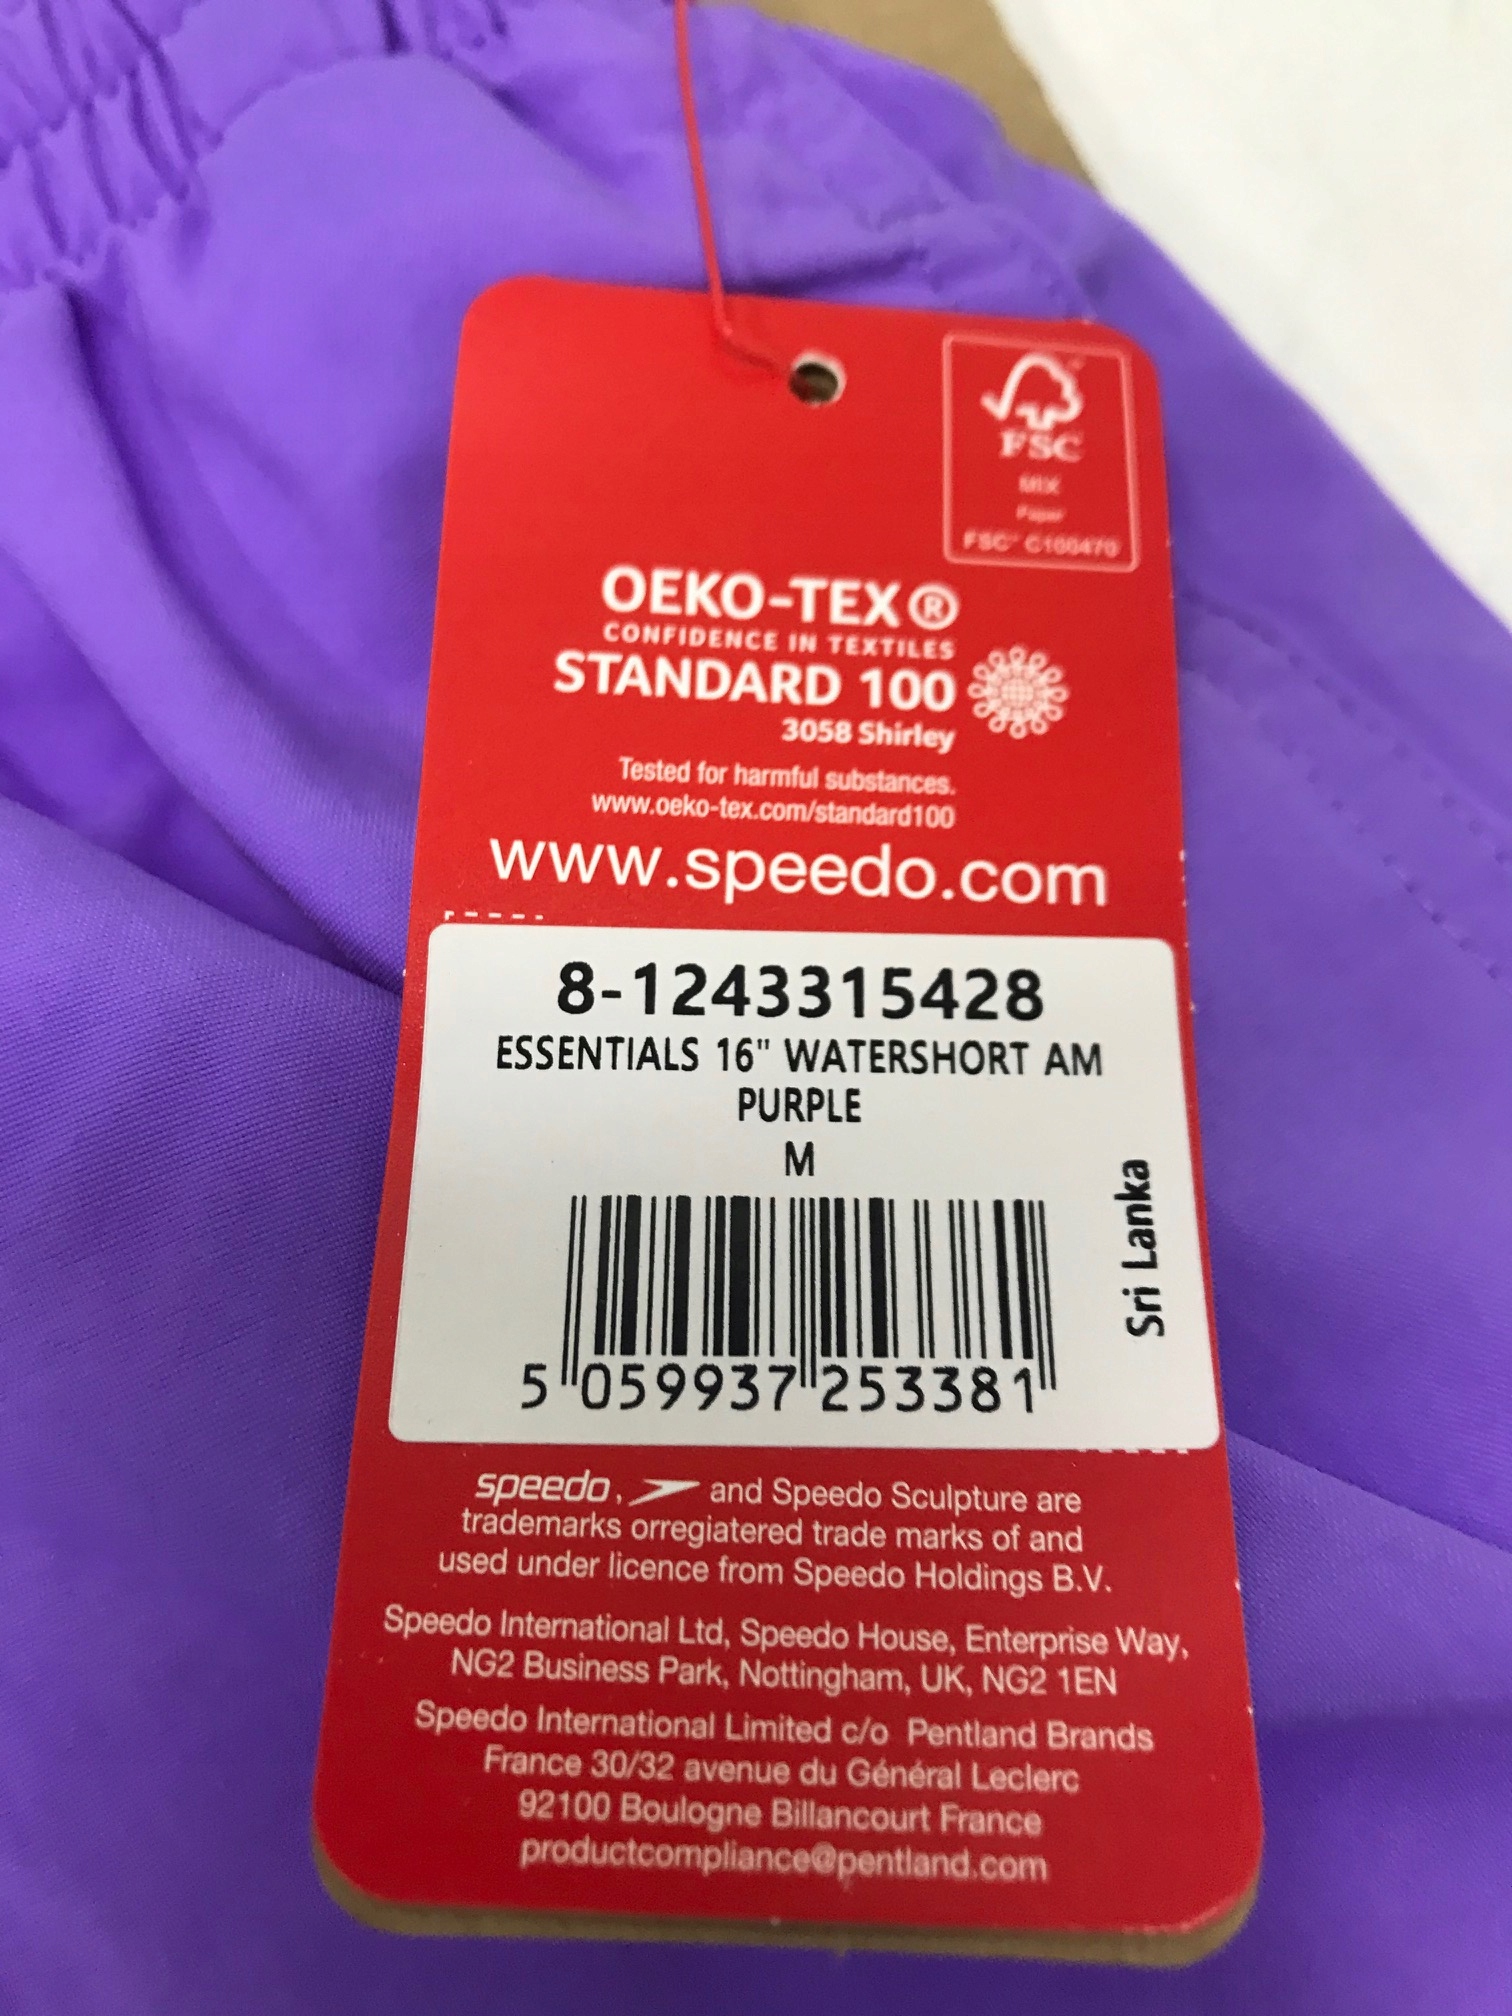 FSC
MIX
Paper
FSC® C100470
OEKO-TEX®
CONFIDENCE IN TEXTILES
STANDARD 100
3058 Shirley
Tested for harmful substances.
www.oeko-tex.com/standard100
www.speedo.com
8-1243315428
ESSENTIALS 16" WATERSHORT AM
PURPLE
M
Sri Lanka
5 059937 253381
speedo, and Speedo Sculpture are
trademarks orregiatered trade marks of and
used under licence from Speedo Holdings B.V.
Speedo International Ltd, Speedo House, Enterprise Way,
NG2 Business Park, Nottingham, UK, NG2 1EN
Speedo International Limited c/o Pentland Brands
France 30/32 avenue du Général Leclerc
92100 Boulogne Billancourt France
productcompliance@pentland.com